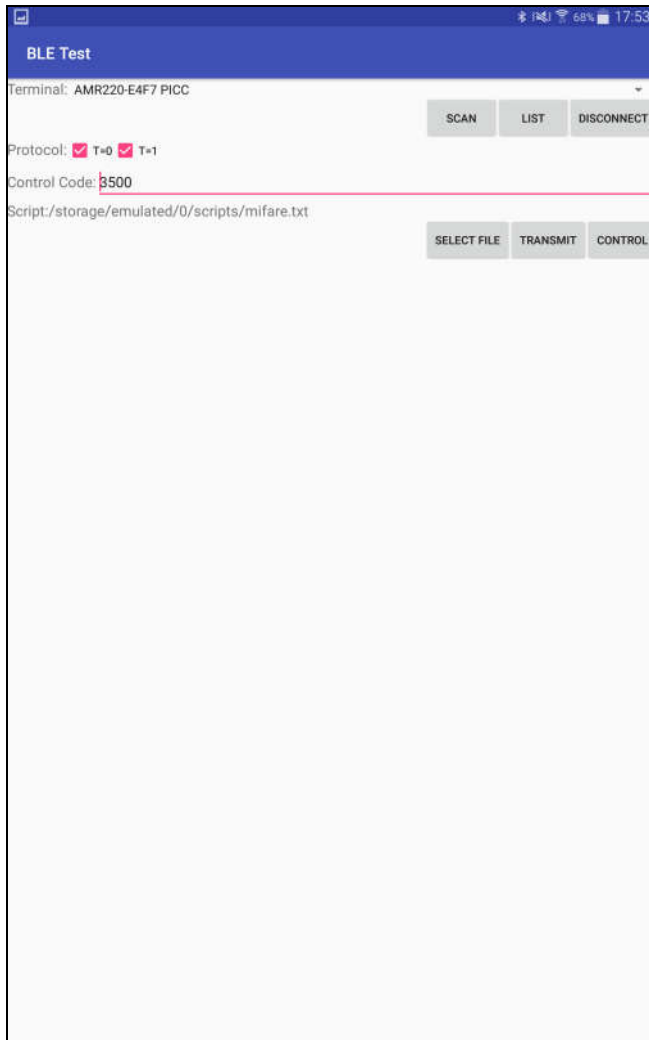 68% 17:53
BLE Test
Terminal: AMR220-E4F7 PICC
SCAN LIST DISCONNECT
Protocol: T=0 T=1
Control Code: 3500
Script:/storage/emulated/0/scripts/mifare.txt
SELECT FILE TRANSMIT CONTROL